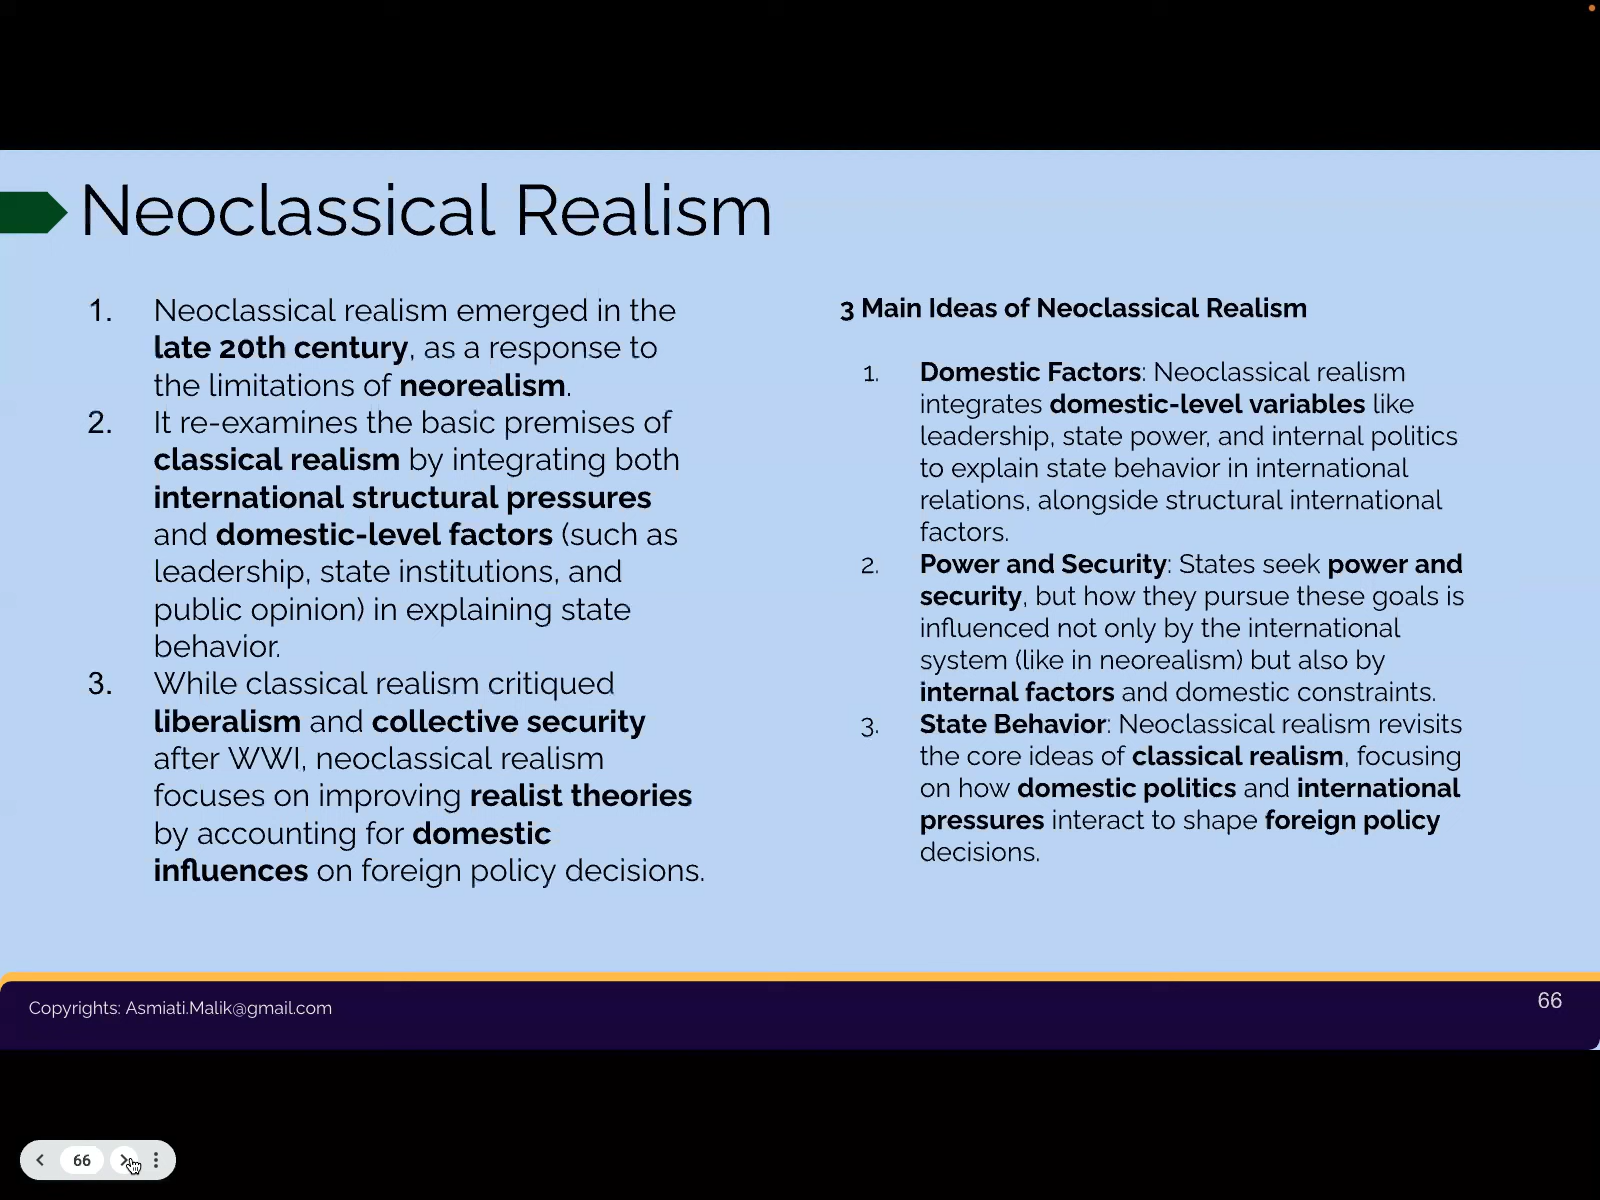 Neoclassical Realism
1. Neoclassical realism emerged in the
late 20th century, as a response to
the limitations of neorealism.
2. It re-examines the basic premises of
classical realism by integrating both
international structural pressures
and domestic-level factors (such as
leadership, state institutions, and
public opinion) in explaining state
behavior.
3. While classical realism critiqued
liberalism and collective security
after WWI, neoclassical realism
focuses on improving realist theories
by accounting for domestic
influences on foreign policy decisions.
3 Main Ideas of Neoclassical Realism
1. Domestic Factors: Neoclassical realism
integrates domestic-level variables like
leadership, state power, and internal politics
to explain state behavior in international
relations, alongside structural international
factors.
2. Power and Security: States seek power and
security, but how they pursue these goals is
influenced not only by the international
system (like in neorealism) but also by
internal factors and domestic constraints.
3. State Behavior: Neoclassical realism revisits
the core ideas of classical realism, focusing
on how domestic politics and international
pressures interact to shape foreign policy
decisions.
Copyrights: Asmiati.Malik@gmail.com
66
66